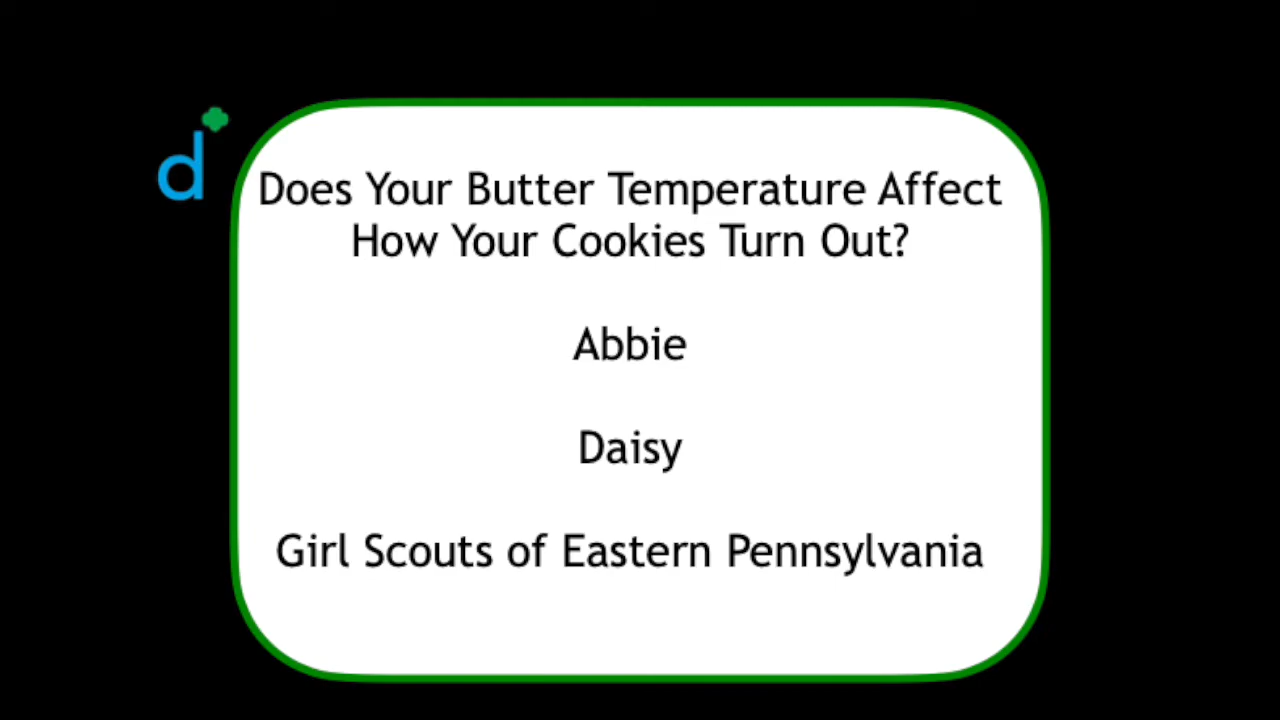 d
Does Your Butter Temperature Affect
How Your Cookies Turn Out?
Abbie
Daisy
Girl Scouts of Eastern Pennsylvania